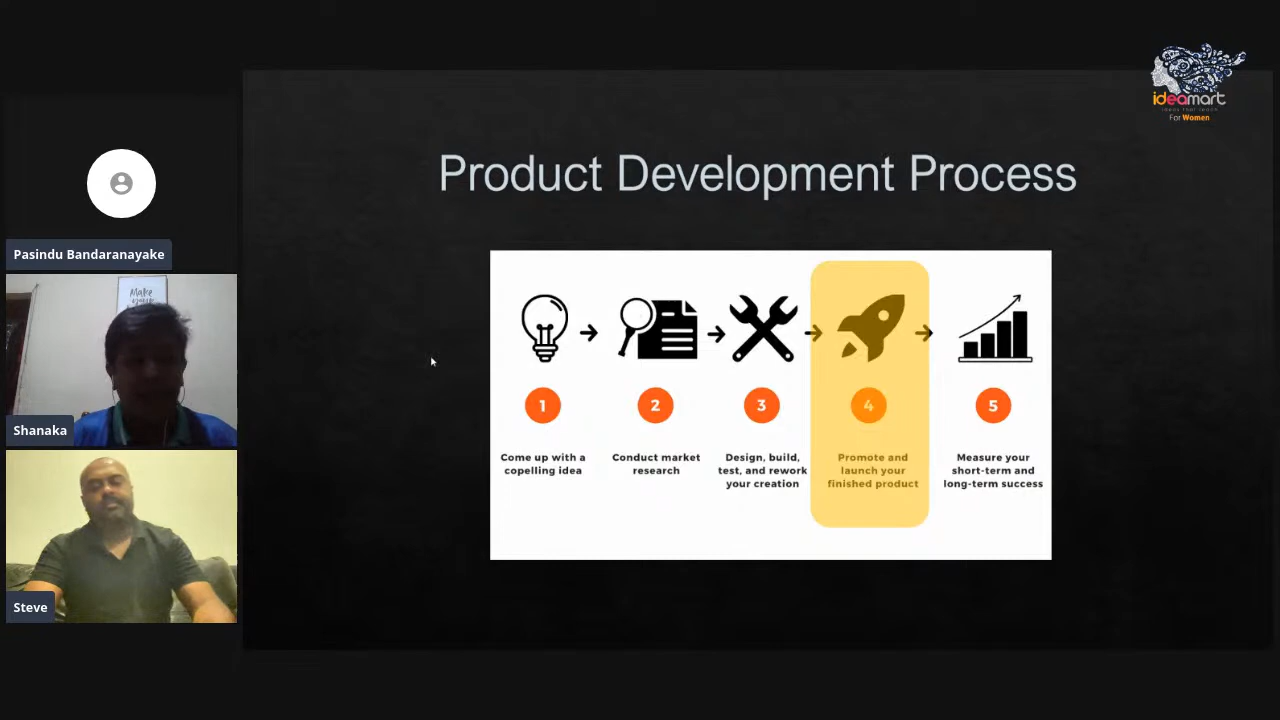 ideamart
For Women
Product Development Process
Pasindu Bandaranayake
Make
your
Shanaka
Steve
1
2
3
4
5
Come up with a
copelling idea
Conduct market
research
Design, build,
test, and rework
your creation
Promote and
launch your
finished product
Measure your
short-term and
long-term success